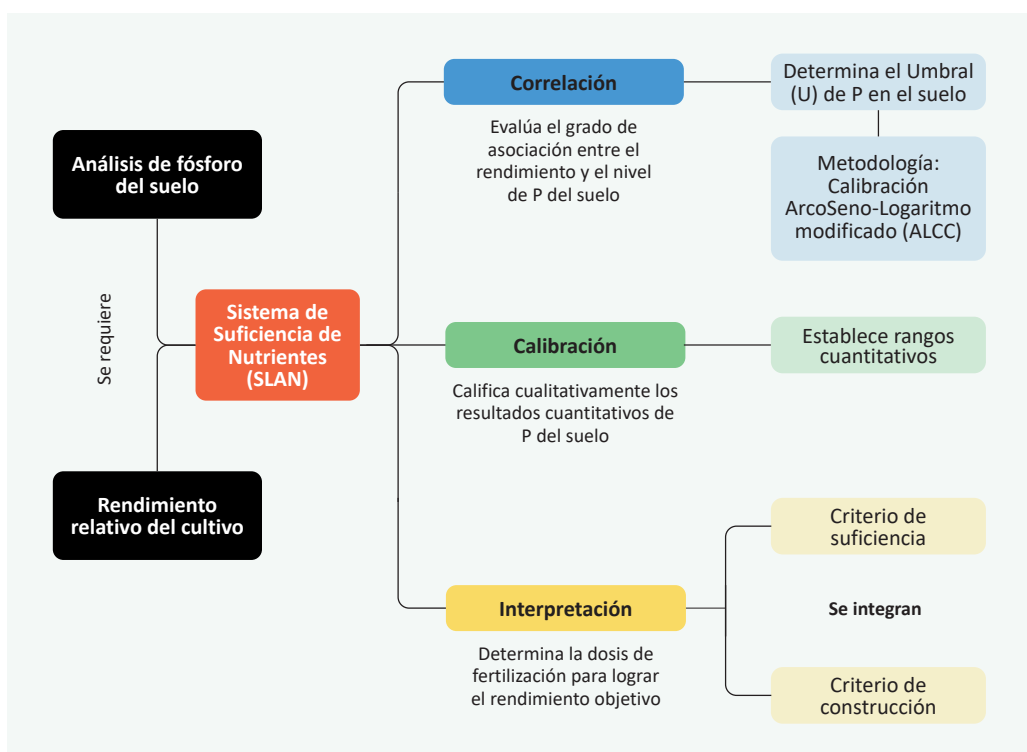 Análisis de fósforo
del suelo
Se requiere
Rendimiento
relativo del cultivo
Sistema de
Suficiencia de
Nutrientes
(SLAN)
Correlación
Evalúa el grado de
asociación entre el
rendimiento y el nivel
de P del suelo
Determina el Umbral
(U) de P en el suelo
Metodología:
Calibración
ArcoSeno-Logaritmo
modificado (ALCC)
Calibración
Califica cualitativamente los
resultados cuantitativos de
P del suelo
Establece rangos
cuantitativos
Interpretación
Determina la dosis de
fertilización para lograr
el rendimiento objetivo
Criterio de
suficiencia
Se integran
Criterio de
construcción